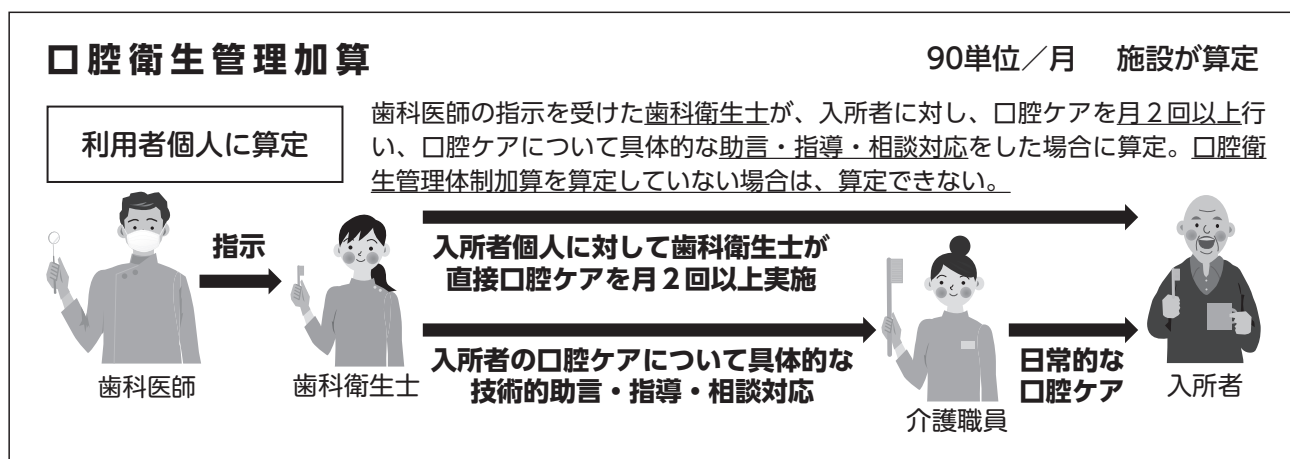 口腔衛生管理加算
90単位／月　施設が算定
利用者個人に算定
歯科医師の指示を受けた歯科衛生士が、入所者に対し、口腔ケアを月２回以上行
い、口腔ケアについて具体的な助言・指導・相談対応をした場合に算定。口腔衛
生管理体制加算を算定していない場合は、算定できない。
指示
入所者個人に対して歯科衛生士が
直接口腔ケアを月２回以上実施
入所者の口腔ケアについて具体的な
技術的助言・指導・相談対応
日常的な
口腔ケア
歯科医師
歯科衛生士
介護職員
入所者